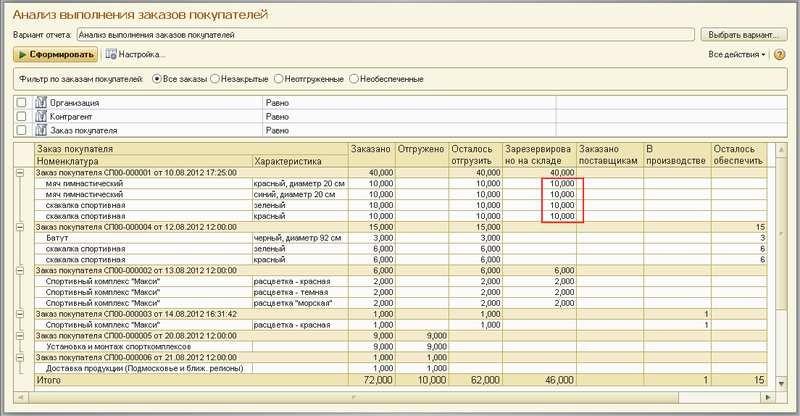 Анализ выполнения заказов покупателей
Вариант отчета: Анализ выполнения заказов покупателей Выбрать вариант...
Сформировать Настройка... Все действия ?
Фильтр по заказам покупателей: Все заказы Незакрытые Неотгруженные Необеспеченные
Организация Равно
Контрагент Равно
Заказ покупателя Равно
Заказ покупателя Заказано Отгружено Осталось отгрузить Зарезервировано на складе Заказано поставщикам В производстве Осталось обеспечить
Номенклатура Характеристика
Заказ покупателя СП00-000001 от 10.08.2012 17:25:00 40,000 40,000 40,000
мяч гимнастический красный, диаметр 20 см 10,000 10,000 10,000
мяч гимнастический синий, диаметр 20 см 10,000 10,000 10,000
скакалка спортивная зеленый 10,000 10,000 10,000
скакалка спортивная красный 10,000 10,000 10,000
Заказ покупателя СП00-000004 от 12.08.2012 12:00:00 15,000 15,000 15
Батут черный, диаметр 92 см 3,000 3,000 3
скакалка спортивная зеленый 6,000 6,000 6
скакалка спортивная красный 6,000 6,000 6
Заказ покупателя СП00-000002 от 13.08.2012 12:00:00 6,000 6,000 6,000
Спортивный комплекс "Макси" расцветка - красная 2,000 2,000 2,000
Спортивный комплекс "Макси" расцветка - темная 2,000 2,000 2,000
Спортивный комплекс "Макси" расцветка "морская" 2,000 2,000 2,000
Заказ покупателя СП00-000003 от 14.08.2012 16:31:42 1,000 1,000 1
Спортивный комплекс "Макси" расцветка - красная 1,000 1,000 1
Заказ покупателя СП00-000005 от 20.08.2012 12:00:00 9,000 9,000
Установка и монтаж спорткомплексов 9,000 9,000
Заказ покупателя СП00-000006 от 21.08.2012 12:00:00 1,000 1,000
Доставка продукции (Подмосковье и ближ. регионы) 1,000 1,000
Итого 72,000 10,000 62,000 46,000 1 15